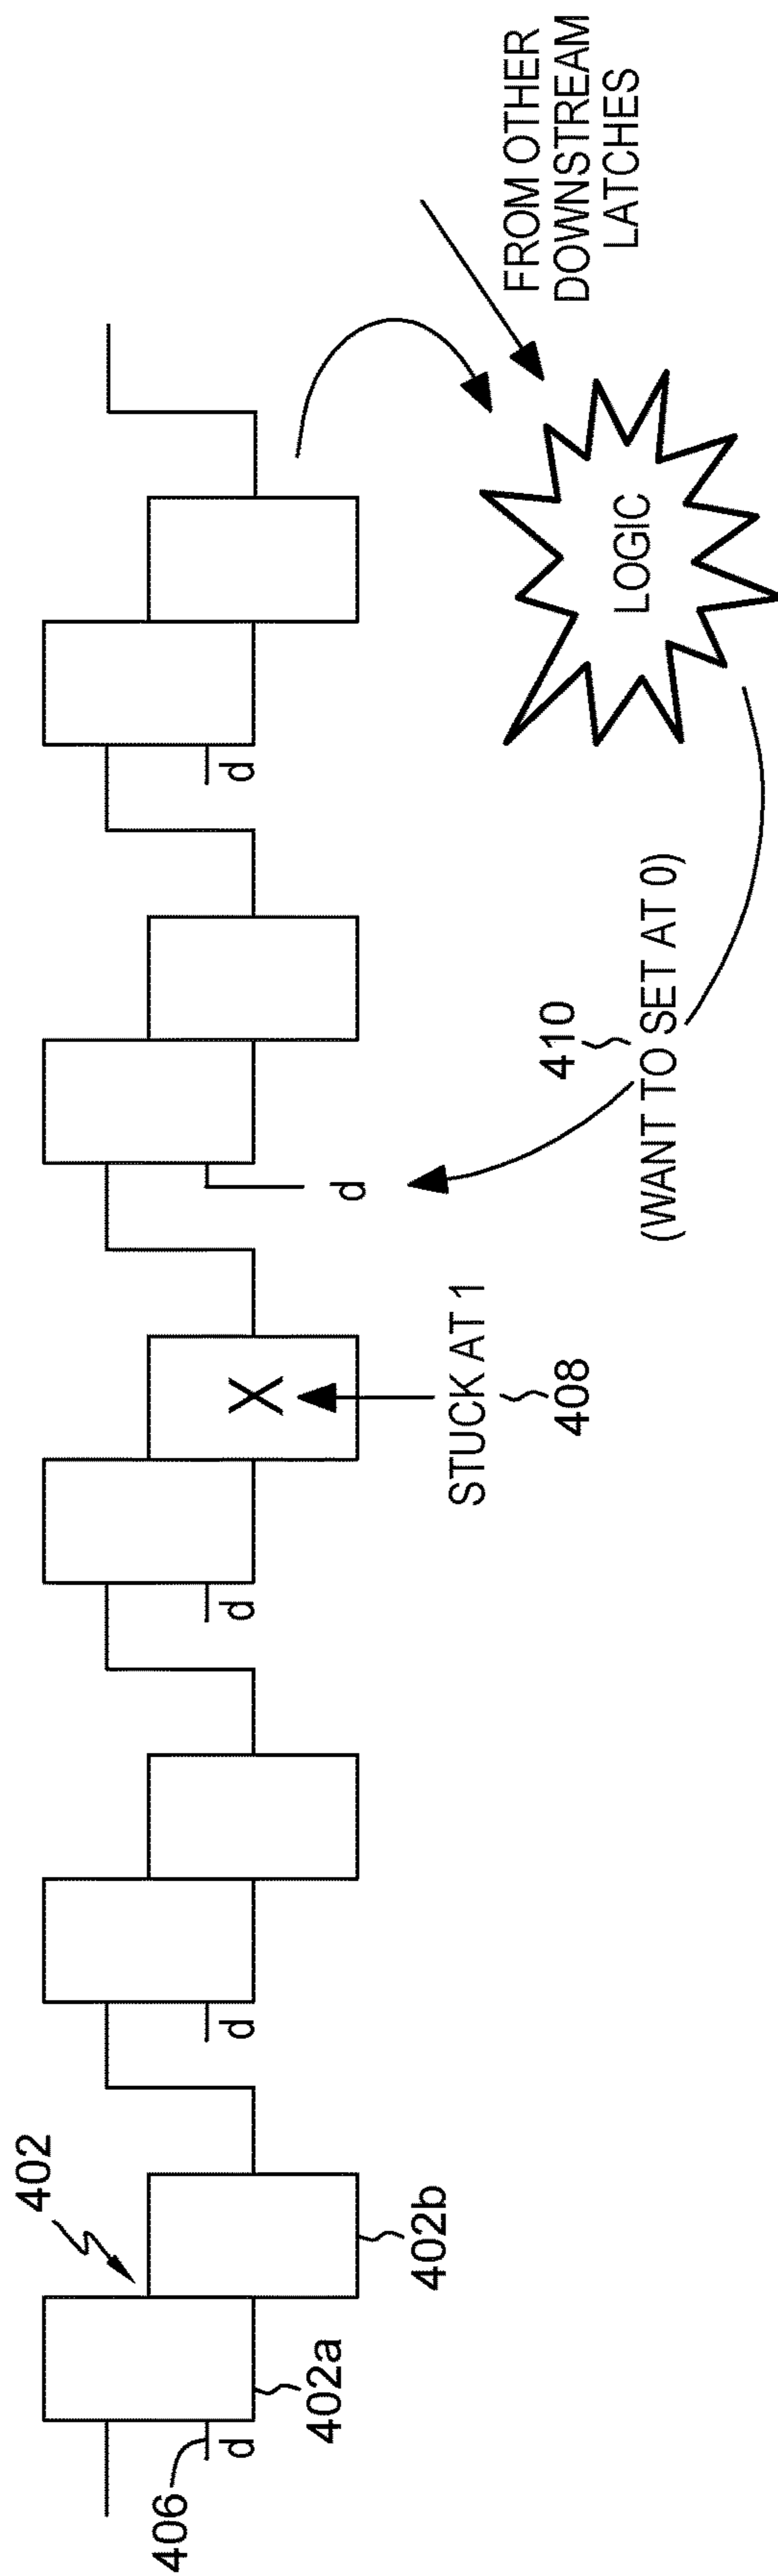 402
406
d
402a
402b
d
d
X
STUCK AT 1
408
d
410
(WANT TO SET AT 0)
d
LOGIC
FROM OTHER
DOWNSTREAM
LATCHES